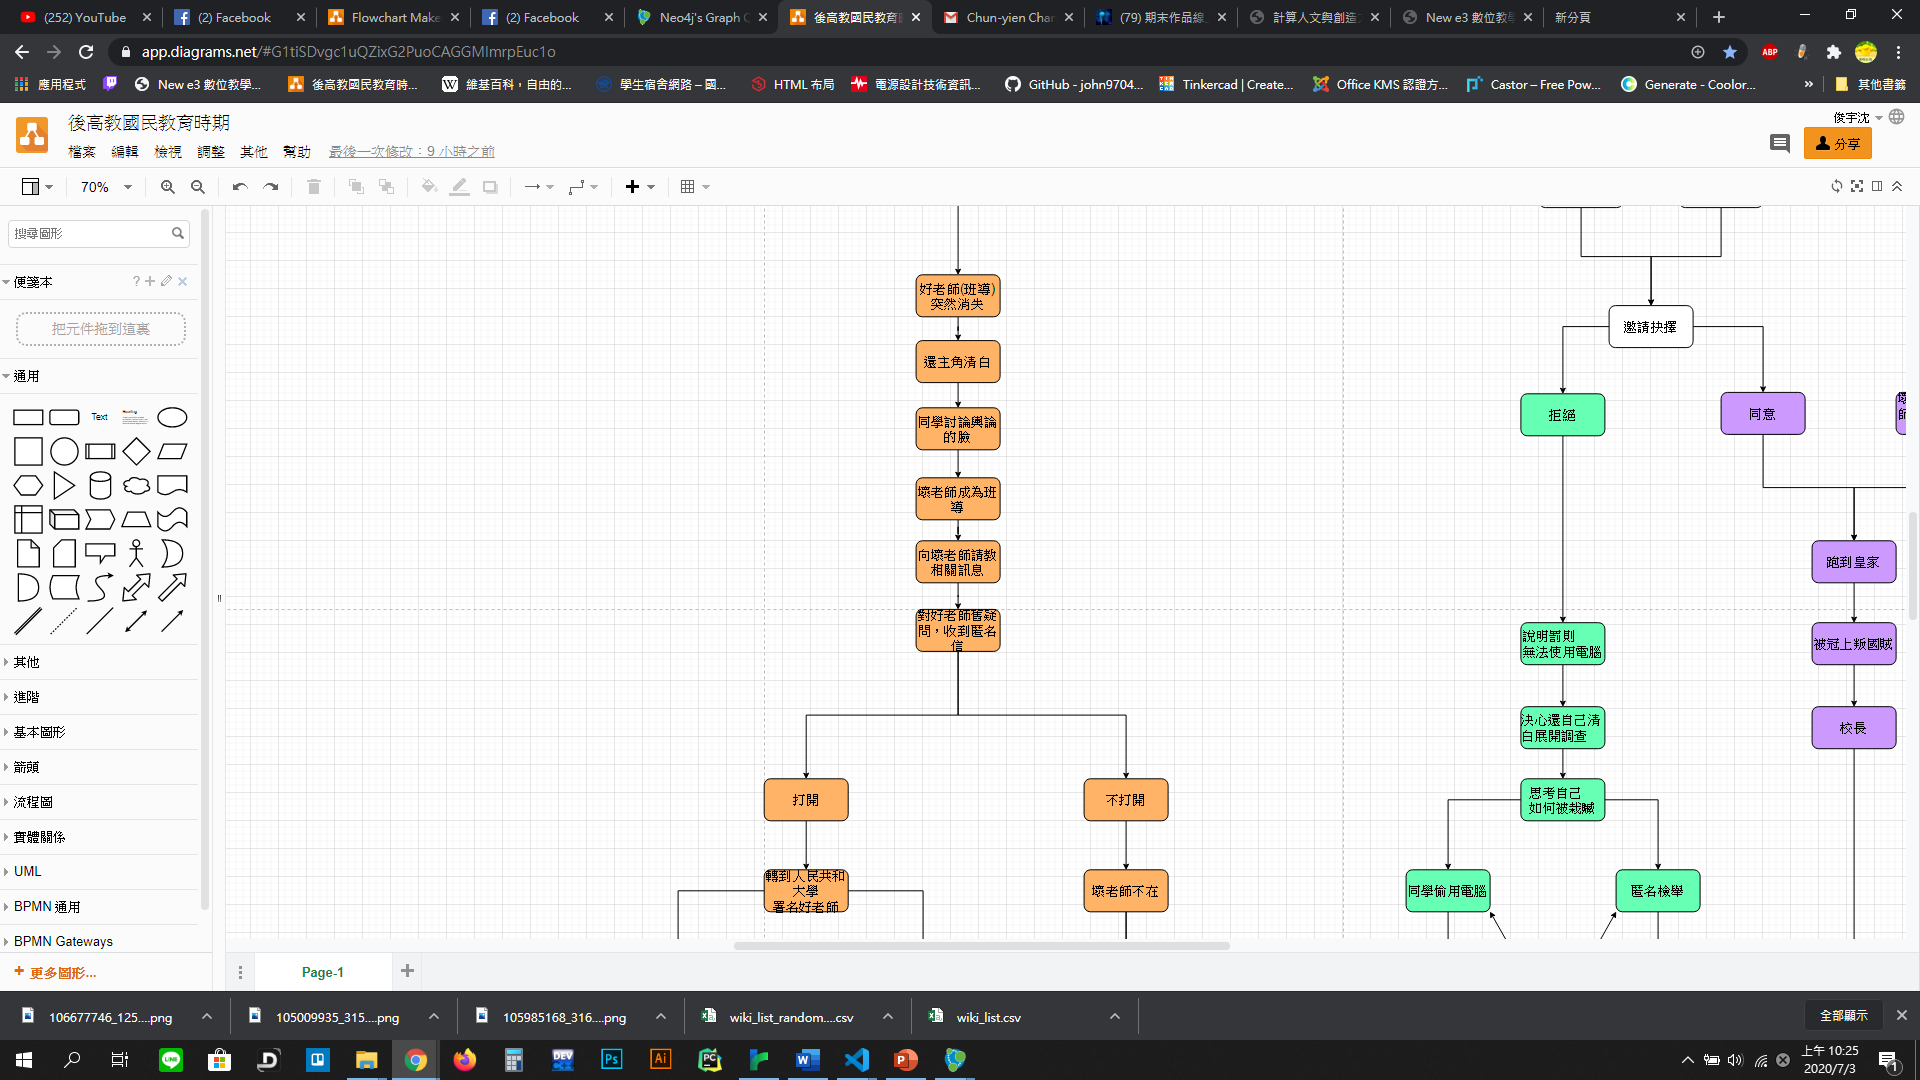 (252) YouTube
(2) Facebook
Flowchart Make
(2) Facebook
Neo4j's Graph
後高教國民教育
Chun-yien Cha
(79) 期末作品線
計算人文與創造
New e3 數位教
新分頁
app.diagrams.net/#G1tiSDvgc1uQZixG2PuoCAGGMImrpEuc1o
ABP
應用程式
New e3 數位教學...
後高教國民教育時...
維基百科，自由的...
學生宿舍網路 – 國...
HTML 布局
電源設計技術資訊...
GitHub - john9704...
Tinkercad | Create...
Office KMS 認證方...
Castor – Free Pow...
Generate - Coolor...
»
其他書籤
後高教國民教育時期
俊宇沈
檔案
編輯
檢視
調整
其他
幫助
最後一次修改：9 小時之前
分享
70%
搜尋圖形
便箋本
?
把元件拖到這裏
通用
Text
Heading
其他
進階
基本圖形
箭頭
流程圖
實體關係
UML
BPMN 通用
BPMN Gateways
更多圖形...
好老師(班導)
突然消失
還主角清白
同學討論輿論
的臉
壞老師成為班
導
向壞老師請教
相關訊息
對好老師舊疑
問，收到匿名
信
打開
不打開
轉到人民共和
大學
署名好老師
壞老師不在
邀請抉擇
拒絕
同意
說明罰則
無法使用電腦
決心還自己清
白展開調查
思考自己
如何被栽贓
同學偷用電腦
匿名檢舉
壞
師
跑到皇家
被冠上叛國賊
校長
Page-1
106677746_125....png
105009935_315....png
105985168_316....png
wiki_list_random....csv
wiki_list.csv
全部顯示
LINE
DEV
Ps
Ai
PC
W
P
上午 10:25
2020/7/3
1